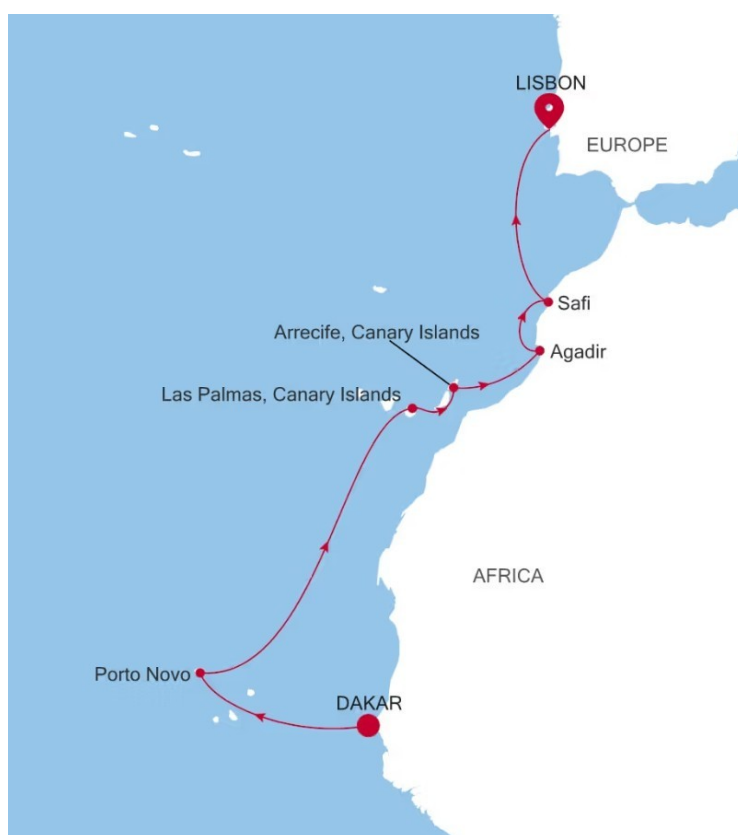 LISBON
EUROPE
Safi
Arrecife, Canary Islands
Agadir
Las Palmas, Canary Islands
AFRICA
Porto Novo
DAKAR